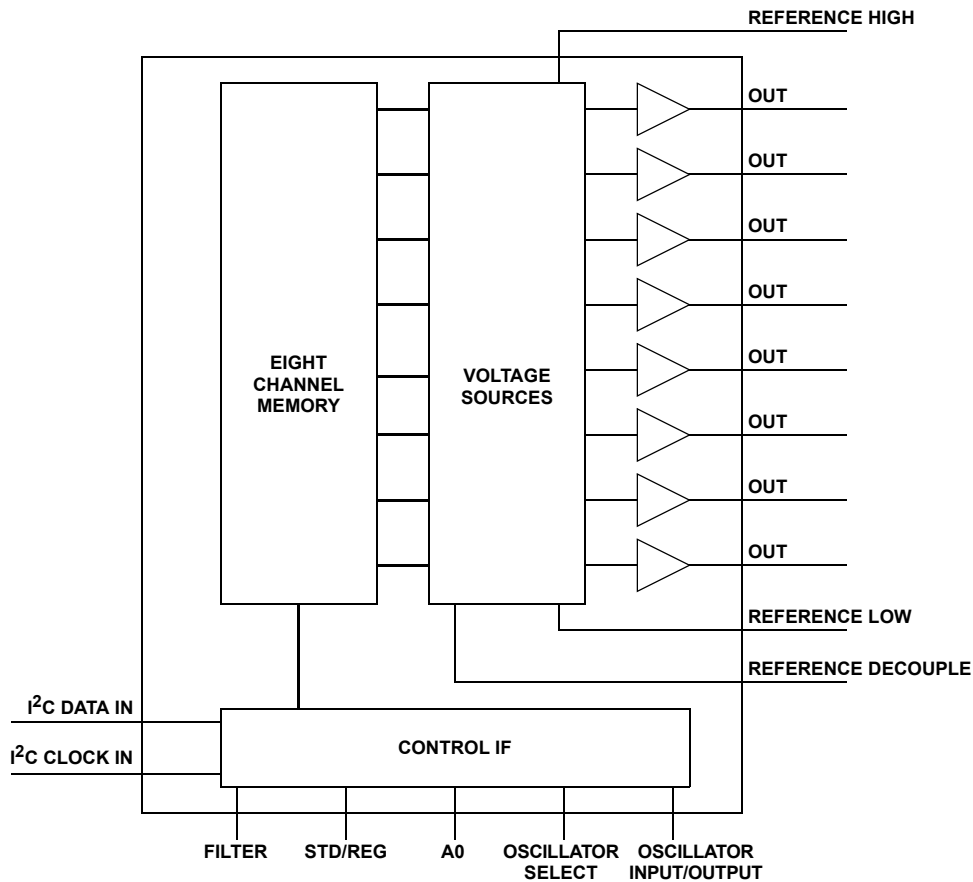 REFERENCE HIGH
OUT
OUT
OUT
OUT
EIGHT
CHANNEL
MEMORY
VOLTAGE
SOURCES
OUT
OUT
OUT
OUT
REFERENCE LOW
REFERENCE DECOUPLE
I²C DATA IN
I²C CLOCK IN
CONTROL IF
FILTER
STD/REG
A0
OSCILLATOR
SELECT
OSCILLATOR
INPUT/OUTPUT